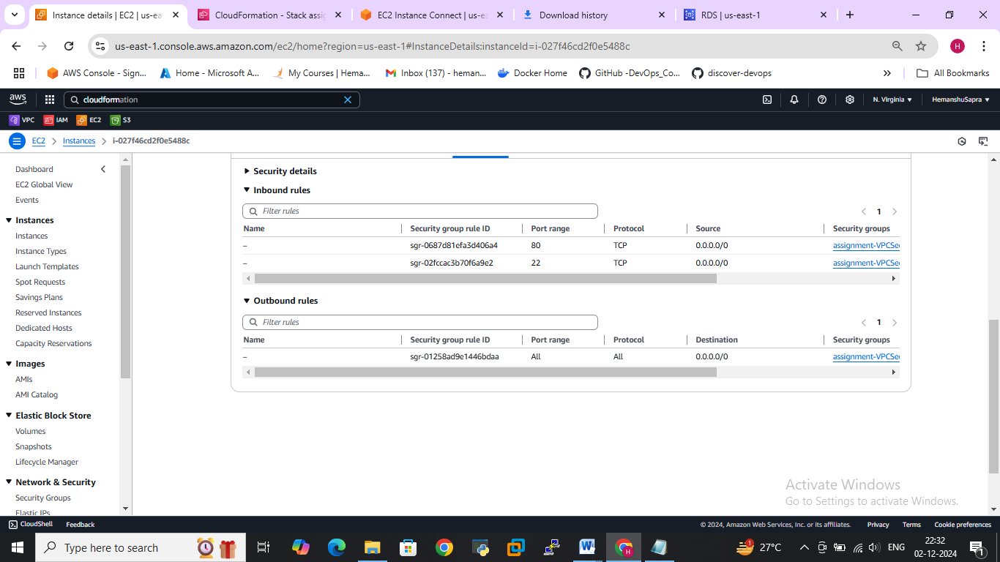 Instance details | EC2 | us-ea
CloudFormation - Stack assig
EC2 Instance Connect | us-ea
Download history
RDS | us-east-1
us-east-1.console.aws.amazon.com/ec2/home?region=us-east-1#InstanceDetails:instanceId=i-027f46cd2f0e5488c
H
AWS Console - Sign...
Home - Microsoft A...
My Courses | Hema...
Inbox (137) - heman...
Docker Home
GitHub -DevOps_Co...
discover-devops
All Bookmarks
aws
cloudformation
N. Virginia
HemanshuSapra
VPC
IAM
EC2
S3
EC2
Instances
i-027f46cd2f0e5488c
Dashboard
EC2 Global View
Events
Instances
Instances
Instance Types
Launch Templates
Spot Requests
Savings Plans
Reserved Instances
Dedicated Hosts
Capacity Reservations
Images
AMIs
AMI Catalog
Elastic Block Store
Volumes
Snapshots
Lifecycle Manager
Network & Security
Security Groups
Elastic IPs
Security details
Inbound rules
Filter rules
1
Name Security group rule ID Port range Protocol Source Security groups
– sgr-0687d81efa3d406a4 80 TCP 0.0.0.0/0 assignment-VPCSe
– sgr-02fccac3b70f6a9e2 22 TCP 0.0.0.0/0 assignment-VPCSe
Outbound rules
Filter rules
1
Name Security group rule ID Port range Protocol Destination Security groups
– sgr-01258ad9e1446bdaa All All 0.0.0.0/0 assignment-VPCSe
Activate Windows
Go to Settings to activate Windows.
CloudShell
Feedback
© 2024, Amazon Web Services, Inc. or its affiliates.
Privacy
Terms
Cookie preferences
Type here to search
27°C
ENG
22:32
02-12-2024
1